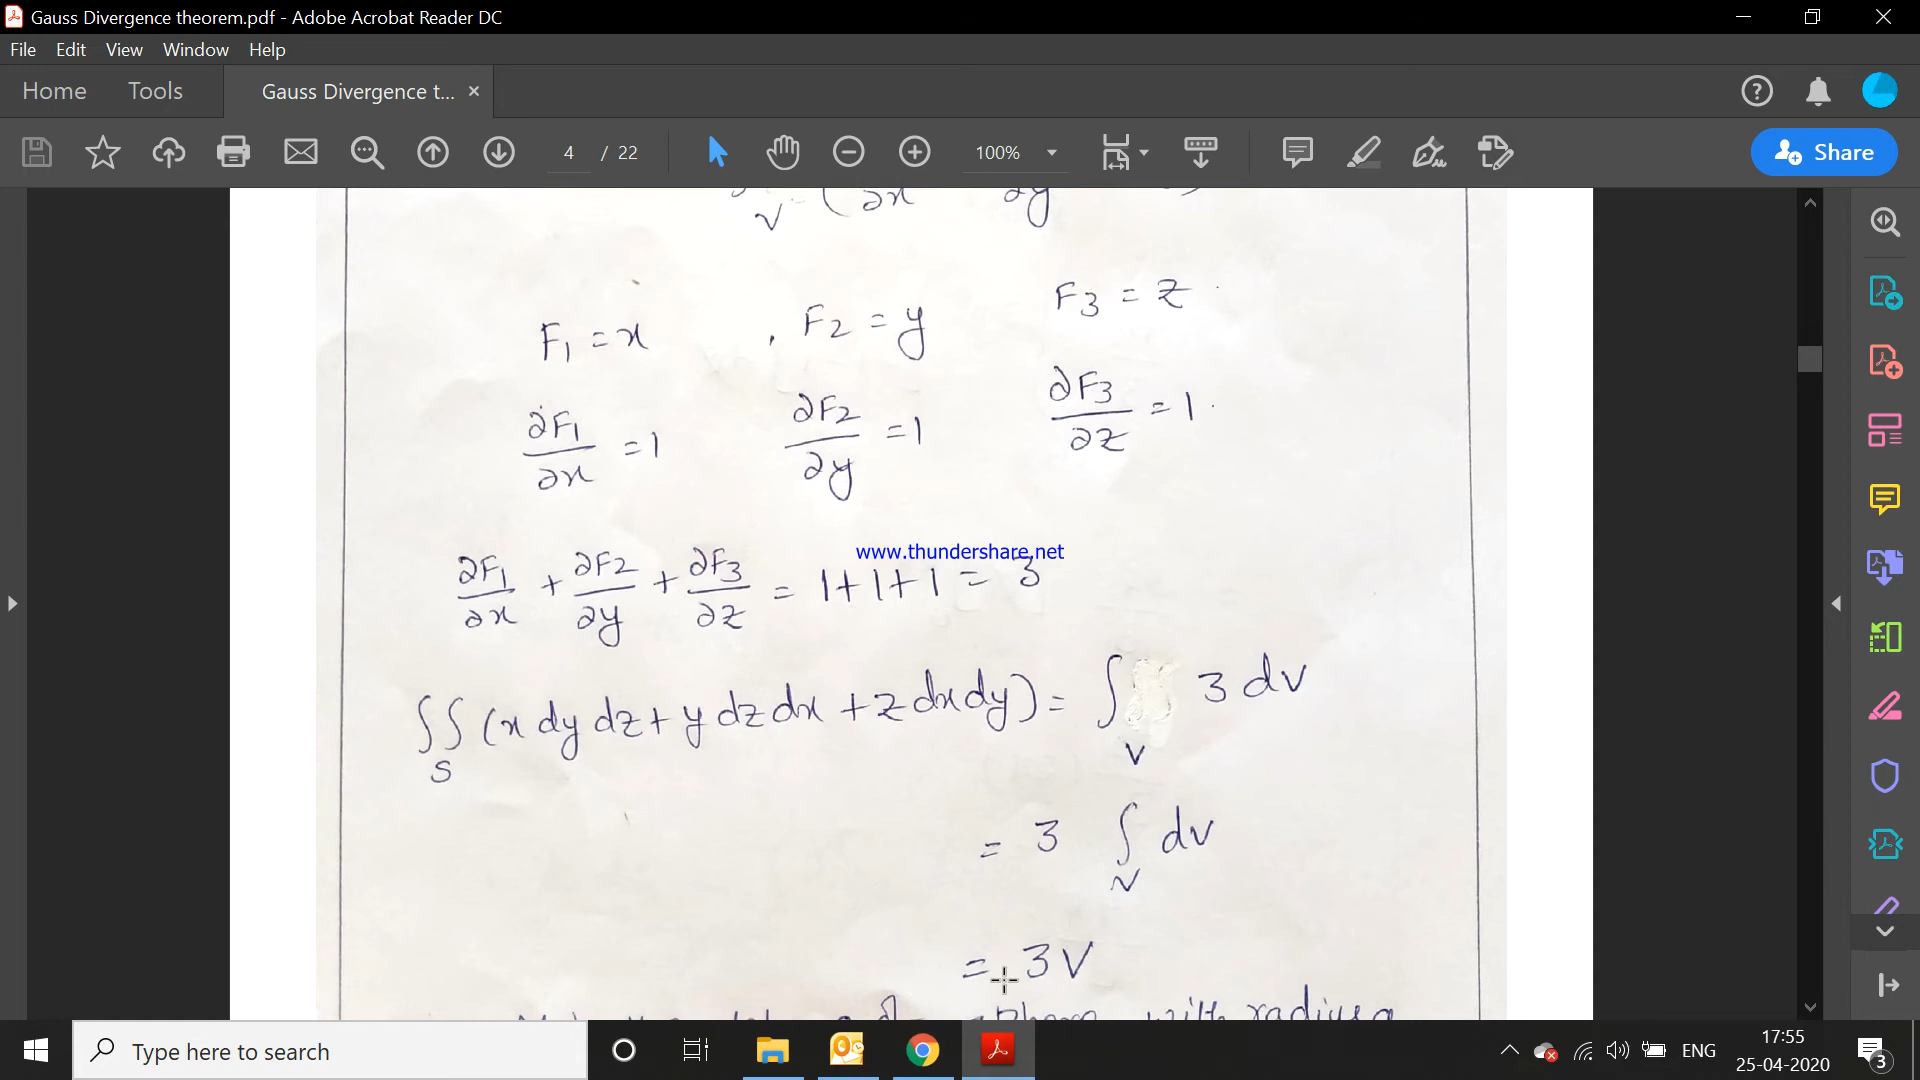 Gauss Divergence theorem.pdf - Adobe Acrobat Reader DC
File Edit View Window Help
Home Tools Gauss Divergence t... ×
4 / 22 100% Share
V ∂x ∂y
F1 = x , F2 = y F3 = z
∂F1/∂x = 1 ∂F2/∂y = 1 ∂F3/∂z = 1
www.thundershare.net
∂F1/∂x + ∂F2/∂y + ∂F3/∂z = 1+1+1 = 3
∫∫S (x dy dz + y dz dx + z dx dy) = ∫V 3 dv
= 3 ∫V dv
= 3V
with radius a
Type here to search
ENG
17:55
25-04-2020
3